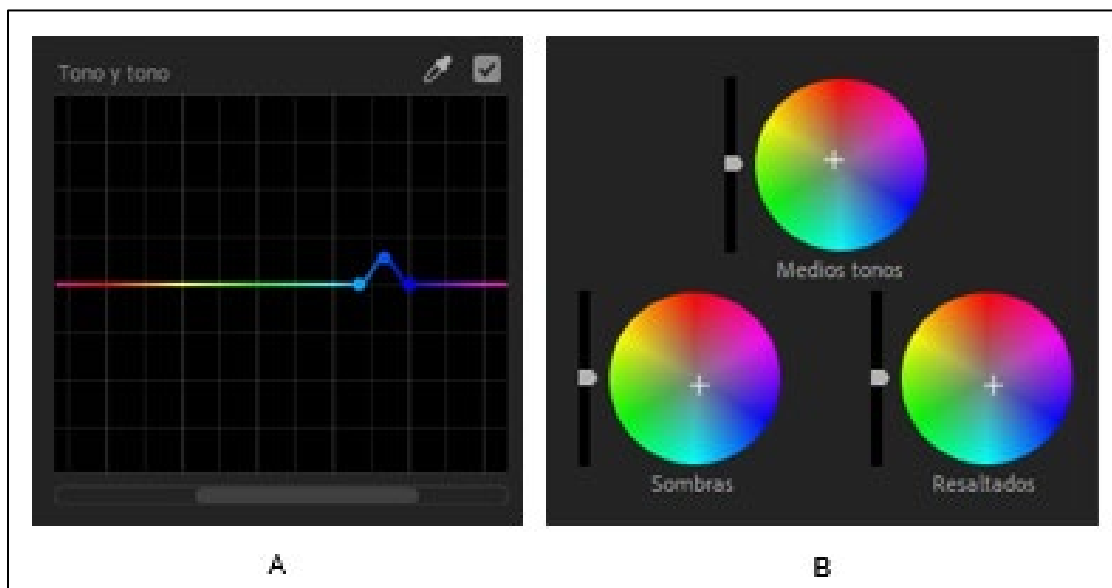 Tono y tono
Medios tonos
Sombras
Resaltados
A
B